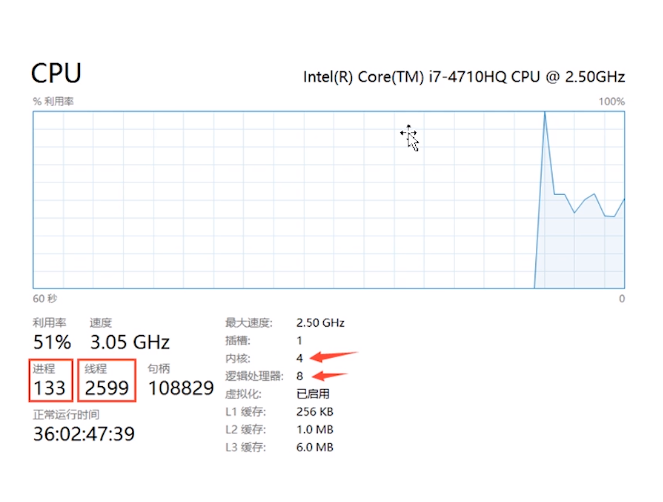 CPU
Intel(R) Core(TM) i7-4710HQ CPU @ 2.50GHz
% 利用率
100%
60 秒
0
利用率
速度
51%
3.05 GHz
进程
线程
句柄
133
2599
108829
正常运行时间
36:02:47:39
最大速度:
2.50 GHz
插槽:
1
内核:
4
逻辑处理器:
8
虚拟化:
已启用
L1 缓存:
256 KB
L2 缓存:
1.0 MB
L3 缓存:
6.0 MB